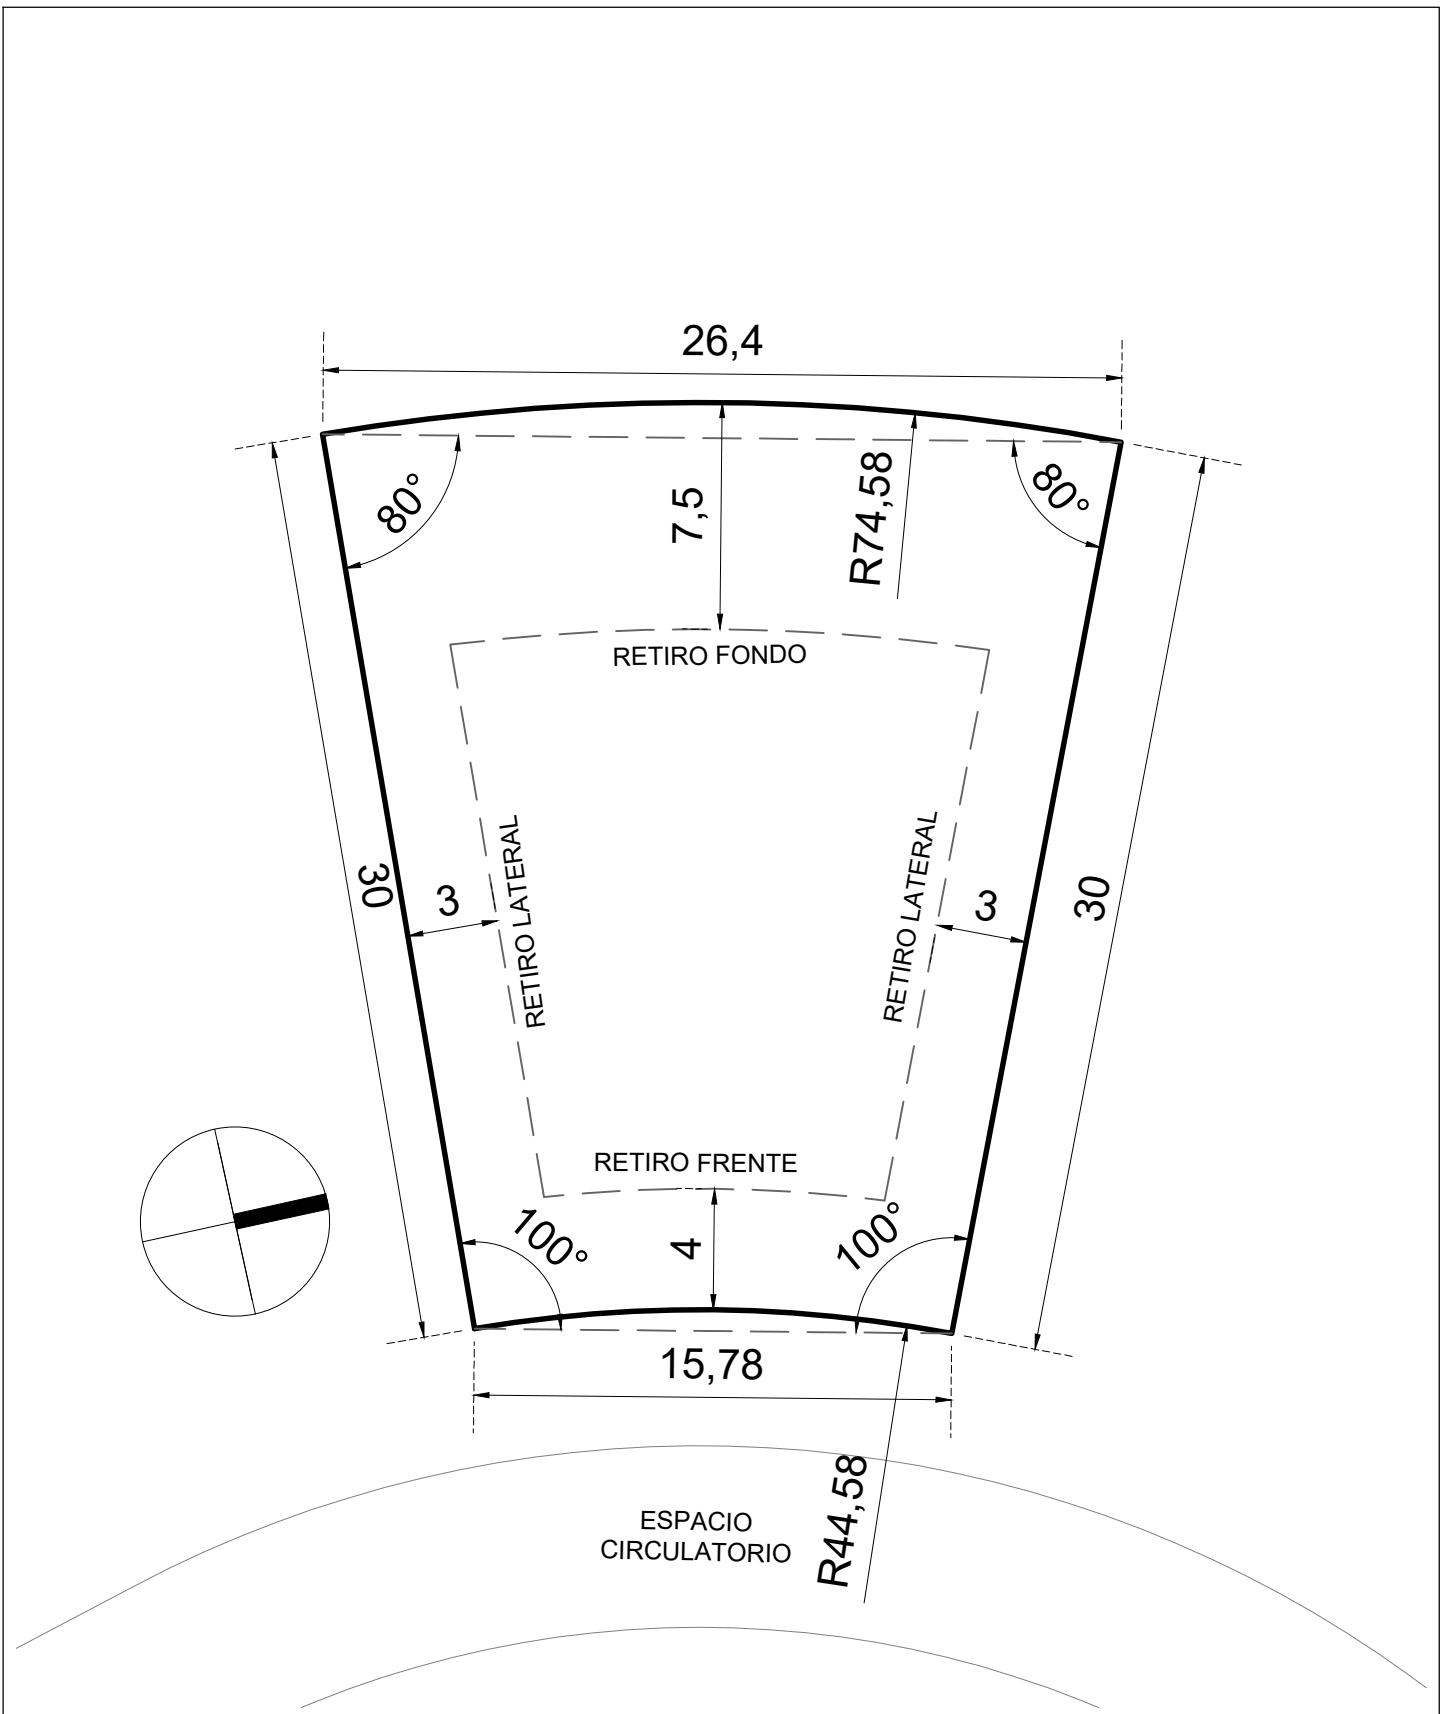 26,4
80°
7,5
R74,58
80°
RETIRO FONDO
30
3
RETIRO LATERAL
RETIRO LATERAL
3
30
RETIRO FRENTE
100°
4
100°
15,78
R44,58
ESPACIO
CIRCULATORIO